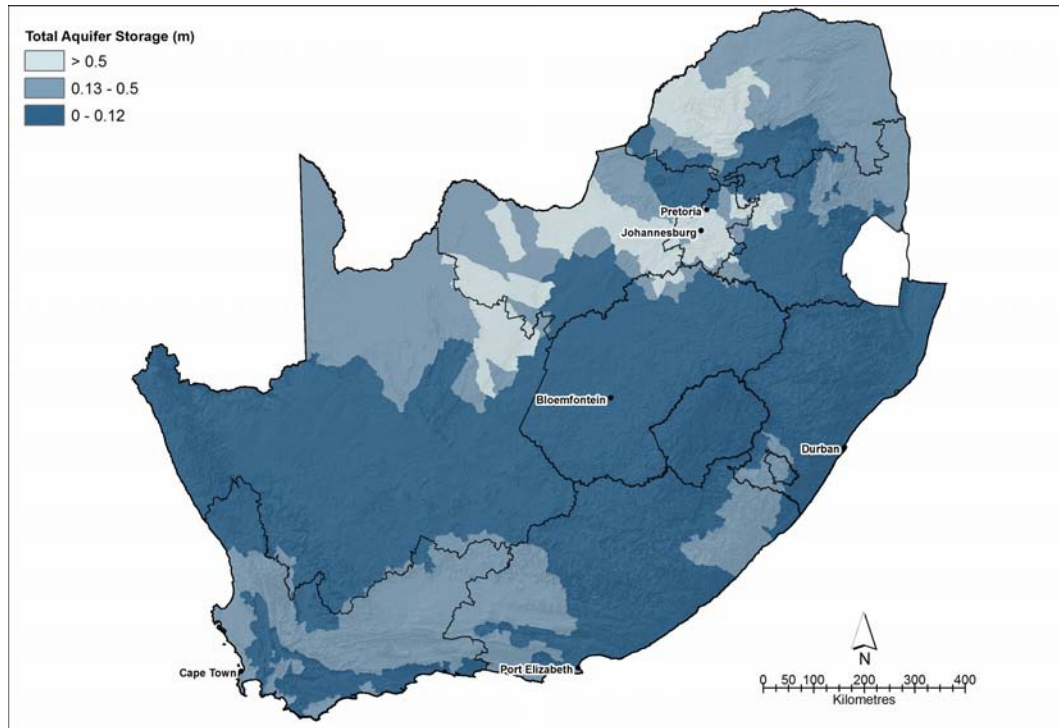 Total Aquifer Storage (m)
> 0.5
0.13 - 0.5
0 - 0.12
Pretoria
Johannesburg
Bloemfontein
Durban
Cape Town
Port Elizabeth
N
0 50 100 200 300 400
Kilometres